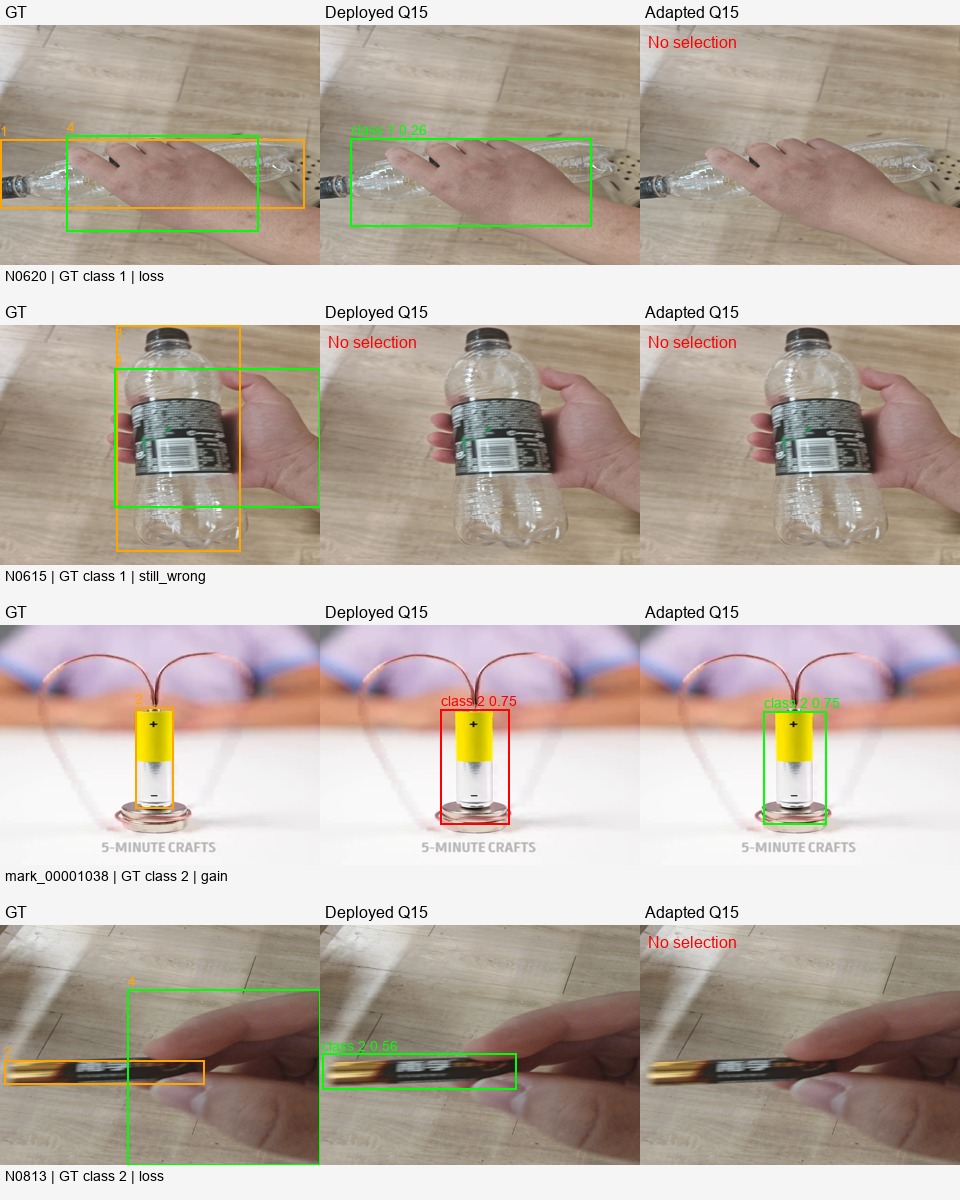 GT Deployed Q15 Adapted Q15
No selection
1
4
class 1 0.26
N0620 | GT class 1 | loss
GT Deployed Q15 Adapted Q15
No selection No selection
N0615 | GT class 1 | still_wrong
GT Deployed Q15 Adapted Q15
2
class 2 0.75
class 2 0.75
+ + +
- - -
5-MINUTE CRAFTS 5-MINUTE CRAFTS 5-MINUTE CRAFTS
mark_00001038 | GT class 2 | gain
GT Deployed Q15 Adapted Q15
No selection
4
2
class 2 0.56
N0813 | GT class 2 | loss